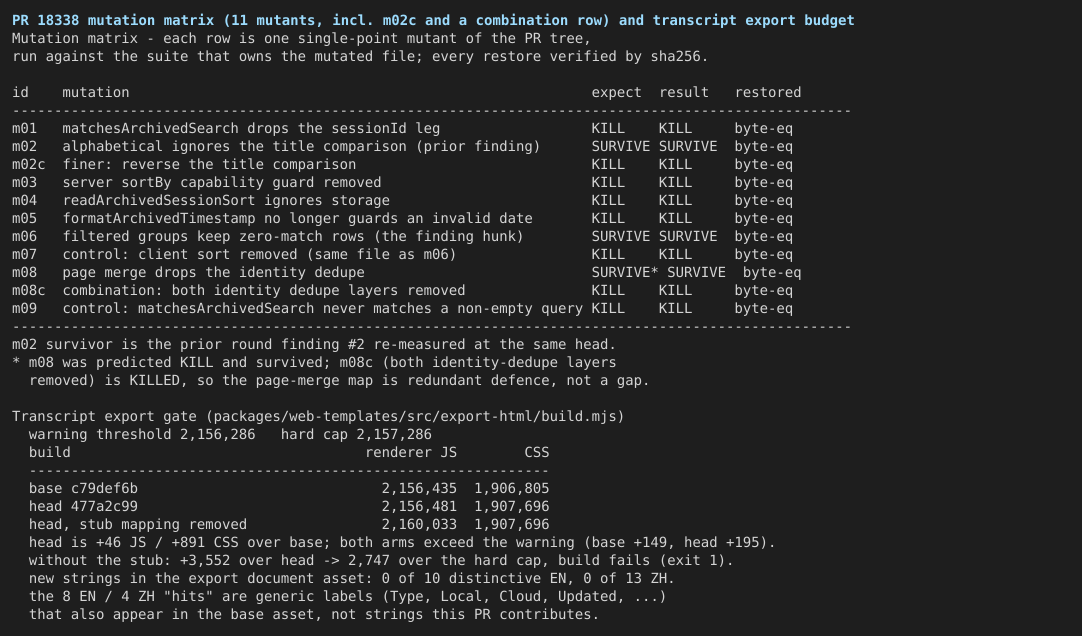 PR 18338 mutation matrix (11 mutants, incl. m02c and a combination row) and transcript export budget
Mutation matrix - each row is one single-point mutant of the PR tree,
run against the suite that owns the mutated file; every restore verified by sha256.
id    mutation                                                       expect  result   restored
----------------------------------------------------------------------------------------------------
m01   matchesArchivedSearch drops the sessionId leg                  KILL    KILL     byte-eq
m02   alphabetical ignores the title comparison (prior finding)      SURVIVE SURVIVE  byte-eq
m02c  finer: reverse the title comparison                            KILL    KILL     byte-eq
m03   server sortBy capability guard removed                         KILL    KILL     byte-eq
m04   readArchivedSessionSort ignores storage                        KILL    KILL     byte-eq
m05   formatArchivedTimestamp no longer guards an invalid date       KILL    KILL     byte-eq
m06   filtered groups keep zero-match rows (the finding hunk)        SURVIVE SURVIVE  byte-eq
m07   control: client sort removed (same file as m06)                KILL    KILL     byte-eq
m08   page merge drops the identity dedupe                           SURVIVE* SURVIVE  byte-eq
m08c  combination: both identity dedupe layers removed               KILL    KILL     byte-eq
m09   control: matchesArchivedSearch never matches a non-empty query KILL    KILL     byte-eq
----------------------------------------------------------------------------------------------------
m02 survivor is the prior round finding #2 re-measured at the same head.
* m08 was predicted KILL and survived; m08c (both identity-dedupe layers
  removed) is KILLED, so the page-merge map is redundant defence, not a gap.
Transcript export gate (packages/web-templates/src/export-html/build.mjs)
  warning threshold 2,156,286   hard cap 2,157,286
  build                                   renderer JS        CSS
  --------------------------------------------------------------
  base c79def6b                             2,156,435  1,906,805
  head 477a2c99                             2,156,481  1,907,696
  head, stub mapping removed                2,160,033  1,907,696
  head is +46 JS / +891 CSS over base; both arms exceed the warning (base +149, head +195).
  without the stub: +3,552 over head -> 2,747 over the hard cap, build fails (exit 1).
  new strings in the export document asset: 0 of 10 distinctive EN, 0 of 13 ZH.
  the 8 EN / 4 ZH "hits" are generic labels (Type, Local, Cloud, Updated, ...)
  that also appear in the base asset, not strings this PR contributes.